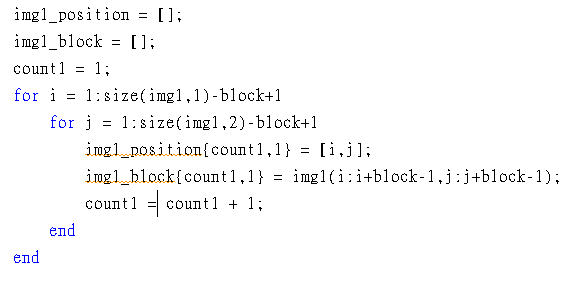 img1_position = [];
img1_block = [];
count1 = 1;
for i = 1:size(img1,1)-block+1
    for j = 1:size(img1,2)-block+1
        img1_position{count1,1} = [i,j];
        img1_block{count1,1} = img1(i:i+block-1,j:j+block-1);
        count1 = count1 + 1;
    end
end